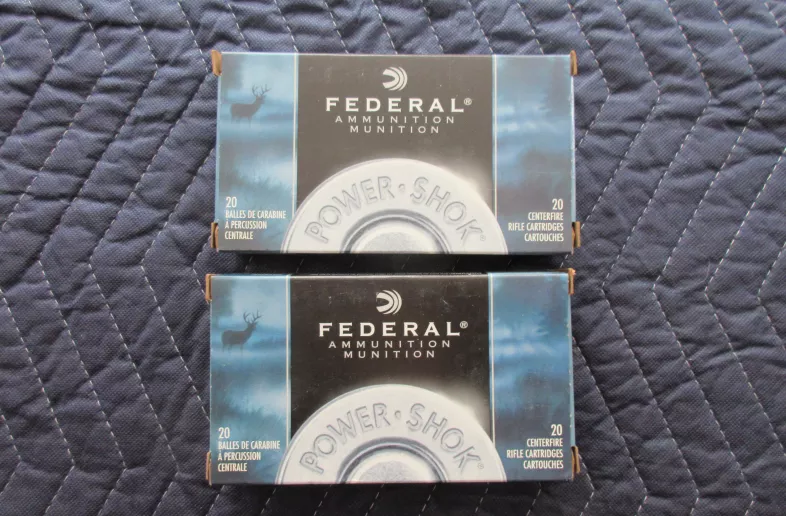 FEDERAL®
AMMUNITION
MUNITION
POWER·SHOK®
20
BALLES DE CARABINE
À PERCUSSION
CENTRALE
20
CENTERFIRE
RIFLE CARTRIDGES
CARTOUCHES
FEDERAL®
AMMUNITION
MUNITION
POWER·SHOK®
20
BALLES DE CARABINE
À PERCUSSION
CENTRALE
20
CENTERFIRE
RIFLE CARTRIDGES
CARTOUCHES